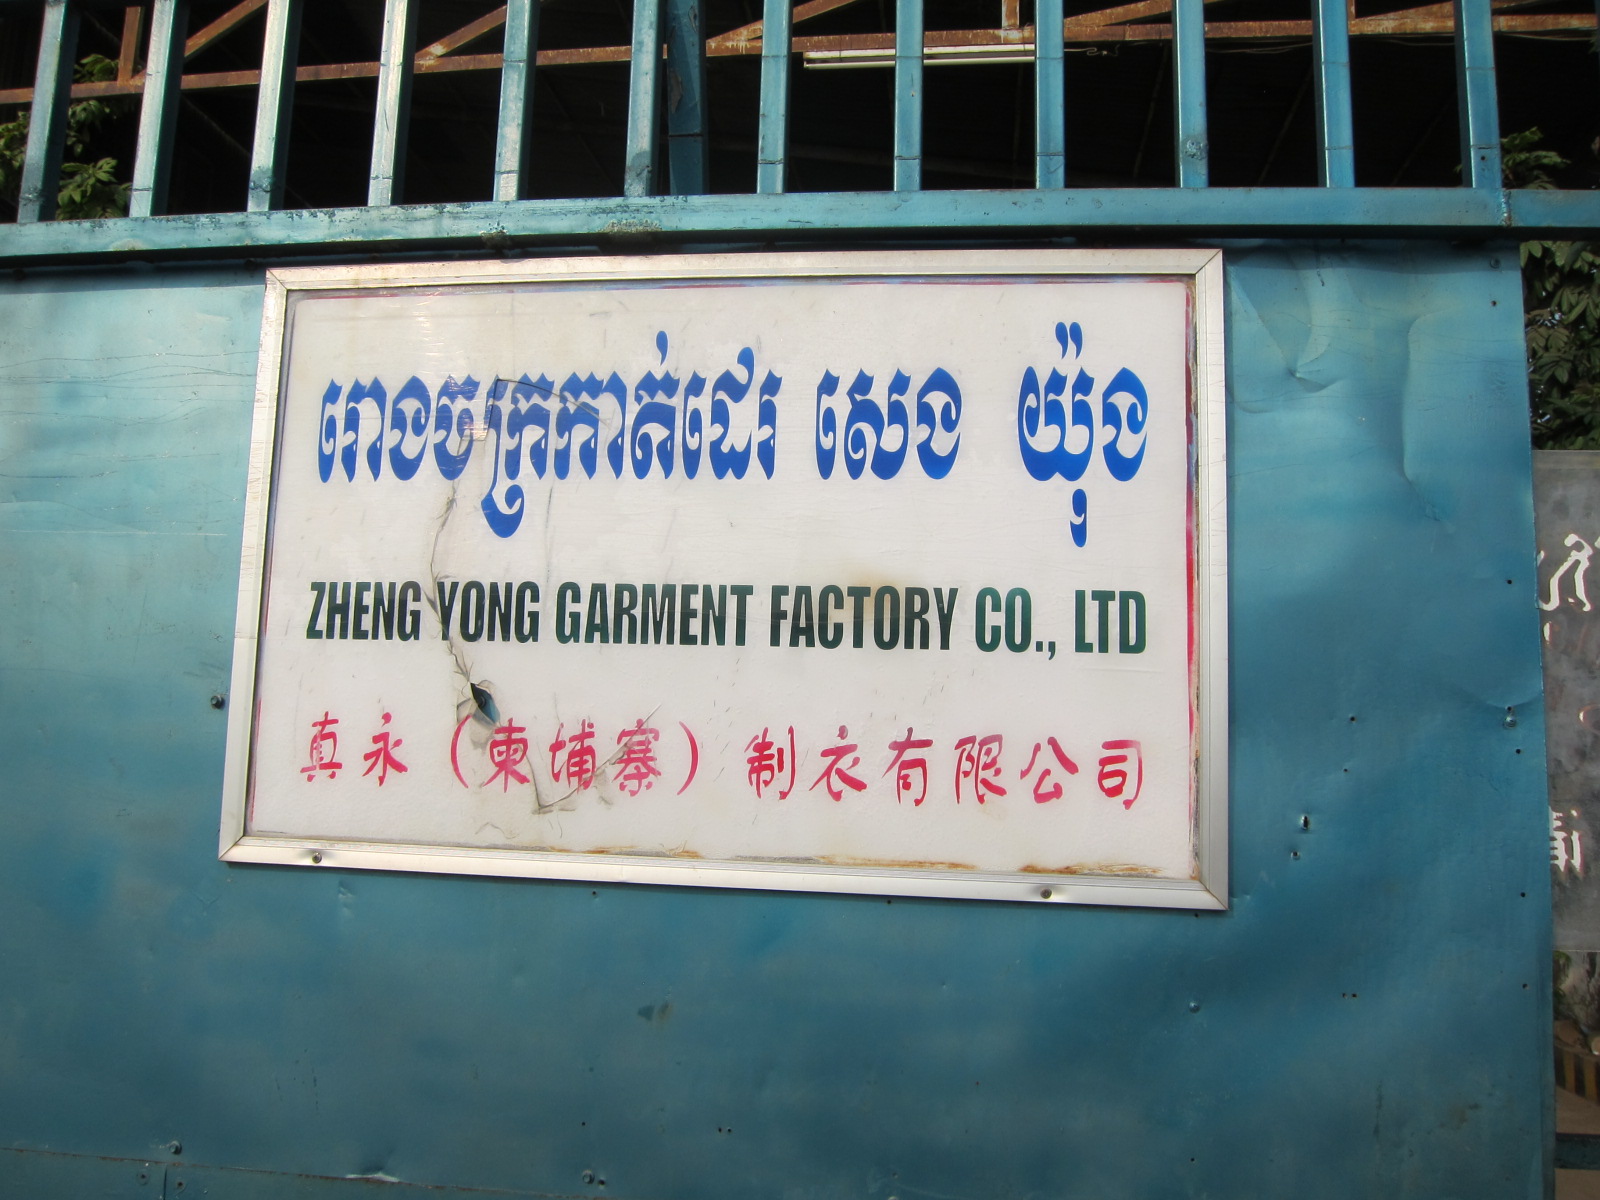 រោងចក្រកាត់ដេរ សេង យ៉ុង
ZHENG YONG GARMENT FACTORY CO., LTD
真永（柬埔寨）制衣有限公司